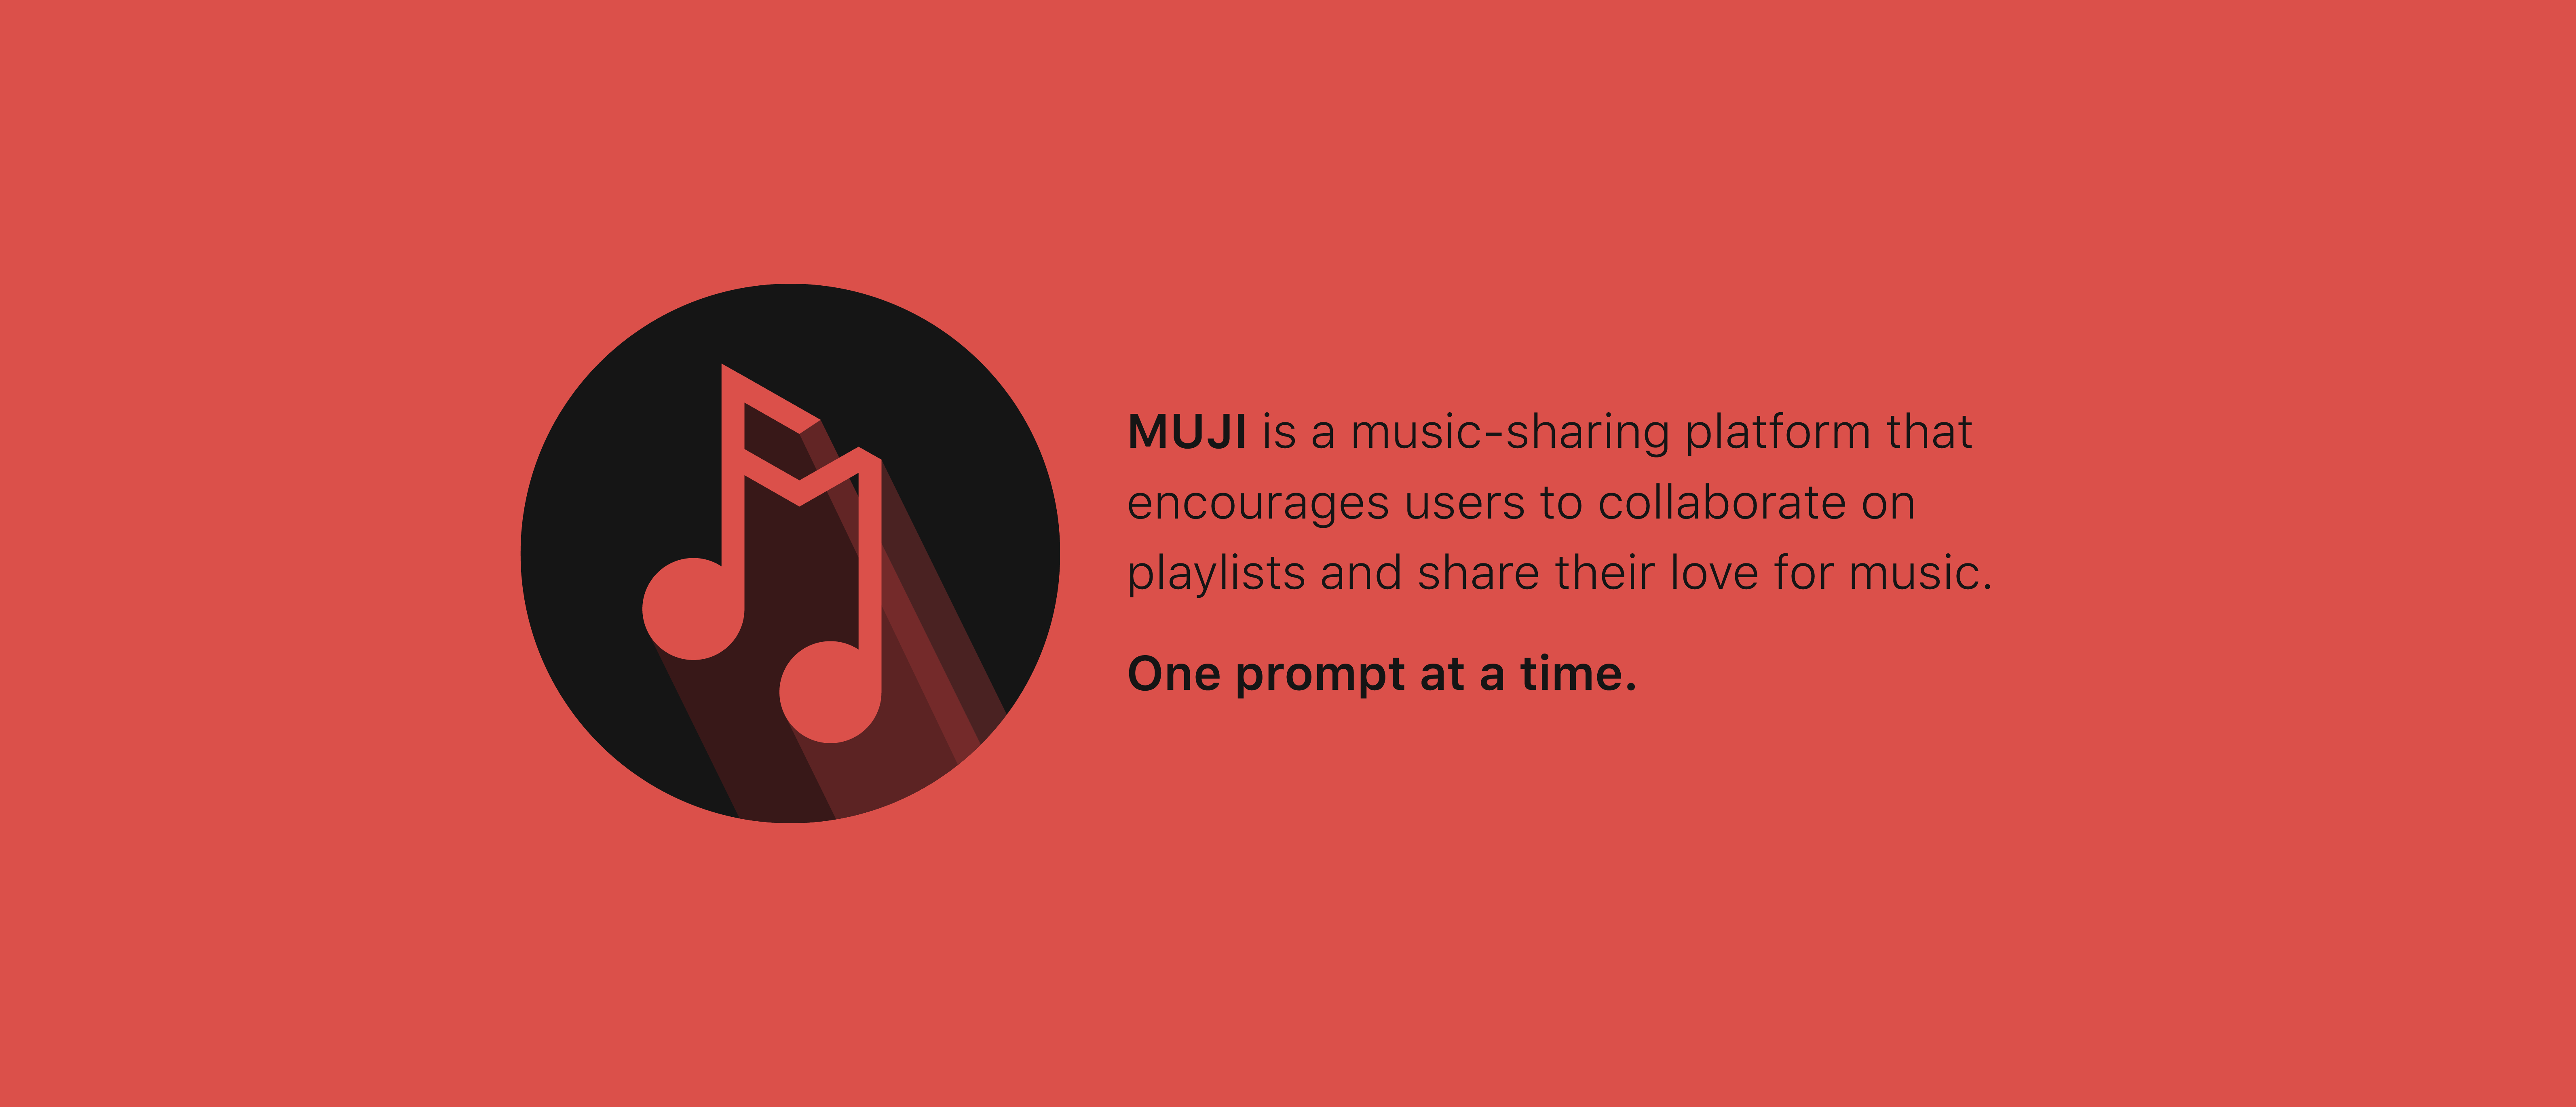 MUJI is a music-sharing platform that
encourages users to collaborate on
playlists and share their love for music.
One prompt at a time.